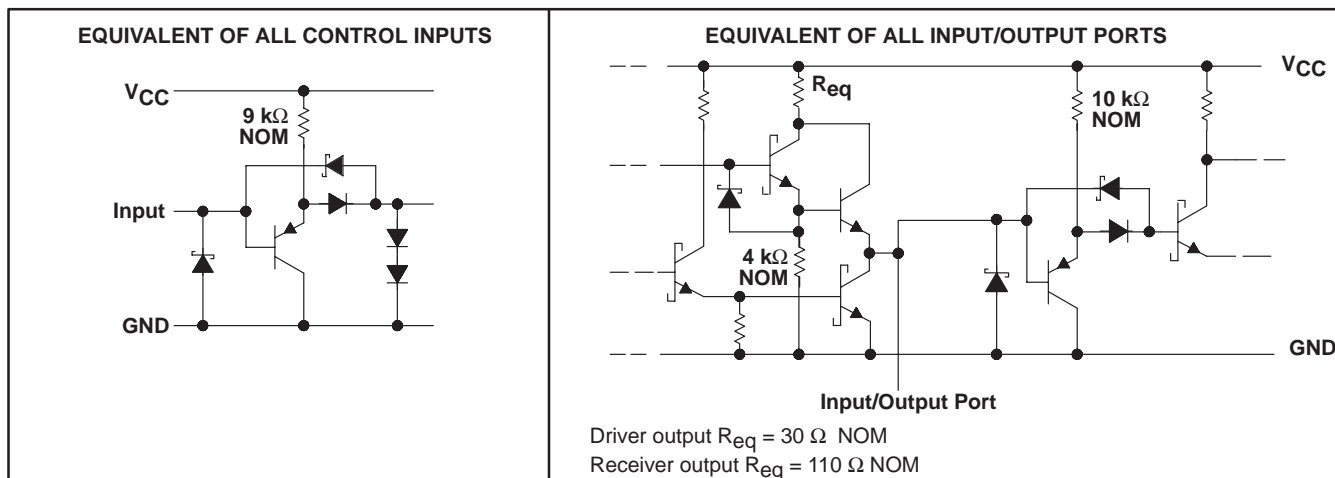 EQUIVALENT OF ALL CONTROL INPUTS
VCC
9 kΩ
NOM
Input
GND
EQUIVALENT OF ALL INPUT/OUTPUT PORTS
VCC
Req
10 kΩ
NOM
4 kΩ
NOM
GND
Input/Output Port
Driver output Req = 30 Ω NOM
Receiver output Req = 110 Ω NOM